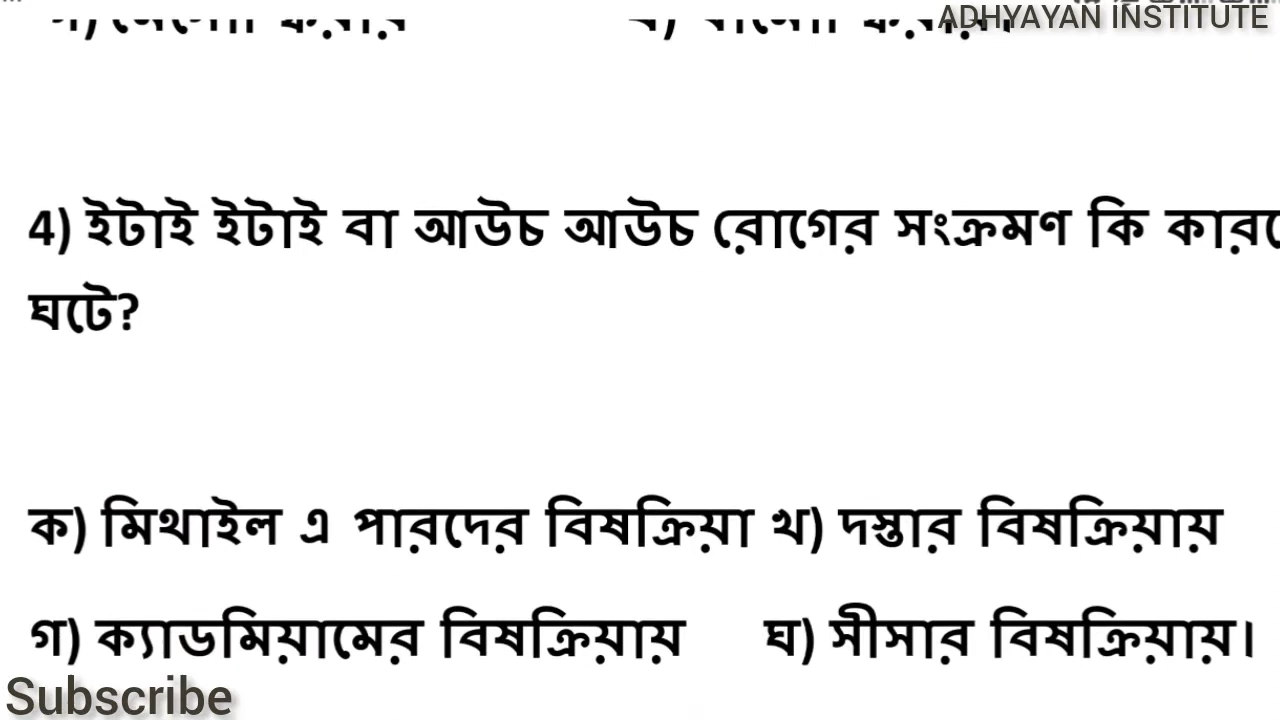 ADHYAYAN INSTITUTE
4) ইটাই ইটাই বা আউচ আউচ রোগের সংক্রমণ কি
ঘটে?
ক) মিথাইল এ পারদের বিষক্রিয়া খ) দস্তার বিষক্রিয়ায়
গ) ক্যাডমিয়ামের বিষক্রিয়ায় ঘ) সীসার বিষক্রিয়ায়।
Subscribe